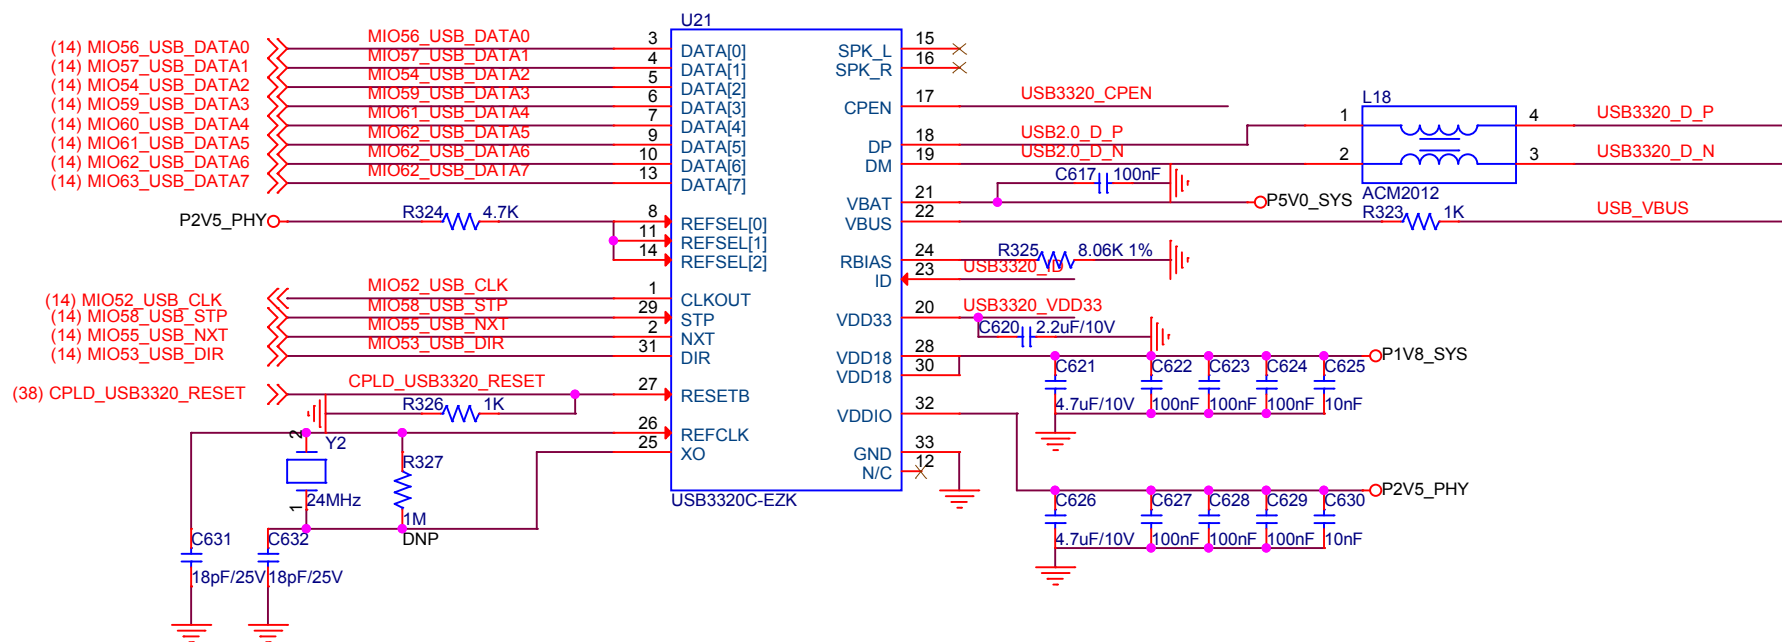 U21
(14) MIO56_USB_DATA0 MIO56_USB_DATA0 3 DATA[0] SPK_L 15
(14) MIO57_USB_DATA1 MIO57_USB_DATA1 4 DATA[1] SPK_R 16
(14) MIO54_USB_DATA2 MIO54_USB_DATA2 5 DATA[2]
(14) MIO59_USB_DATA3 MIO59_USB_DATA3 6 DATA[3] CPEN 17 USB3320_CPEN L18
(14) MIO60_USB_DATA4 MIO61_USB_DATA4 7 DATA[4] 1 4 USB3320_D_P
(14) MIO61_USB_DATA5 MIO62_USB_DATA5 9 DATA[5] DP 18 USB2.0_D_P
(14) MIO62_USB_DATA6 MIO62_USB_DATA6 10 DATA[6] DM 19 USB2.0_D_N 2 3 USB3320_D_N
(14) MIO63_USB_DATA7 MIO62_USB_DATA7 13 DATA[7] C617 100nF
VBAT 21 P5V0_SYS ACM2012
P2V5_PHY R324 4.7K 8 REFSEL[0] VBUS 22 R323 1K USB_VBUS
11 REFSEL[1]
14 REFSEL[2] RBIAS 24 R325 8.06K 1%
ID 23 USB3320_ID
(14) MIO52_USB_CLK MIO52_USB_CLK 1 CLKOUT
(14) MIO58_USB_STP MIO58_USB_STP 29 STP VDD33 20 USB3320_VDD33
(14) MIO55_USB_NXT MIO55_USB_NXT 2 NXT C620 2.2uF/10V
(14) MIO53_USB_DIR MIO53_USB_DIR 31 DIR VDD18 28 P1V8_SYS
VDD18 30 C621 C622 C623 C624 C625
(38) CPLD_USB3320_RESET CPLD_USB3320_RESET 27 RESETB
R326 1K VDDIO 32 4.7uF/10V 100nF 100nF 100nF 10nF
2 Y2 26 REFCLK
25 XO GND 33
R327 N/C 12
24MHz USB3320C-EZK P2V5_PHY
1 1M C626 C627 C628 C629 C630
C631 C632 DNP 4.7uF/10V 100nF 100nF 100nF 10nF
18pF/25V 18pF/25V